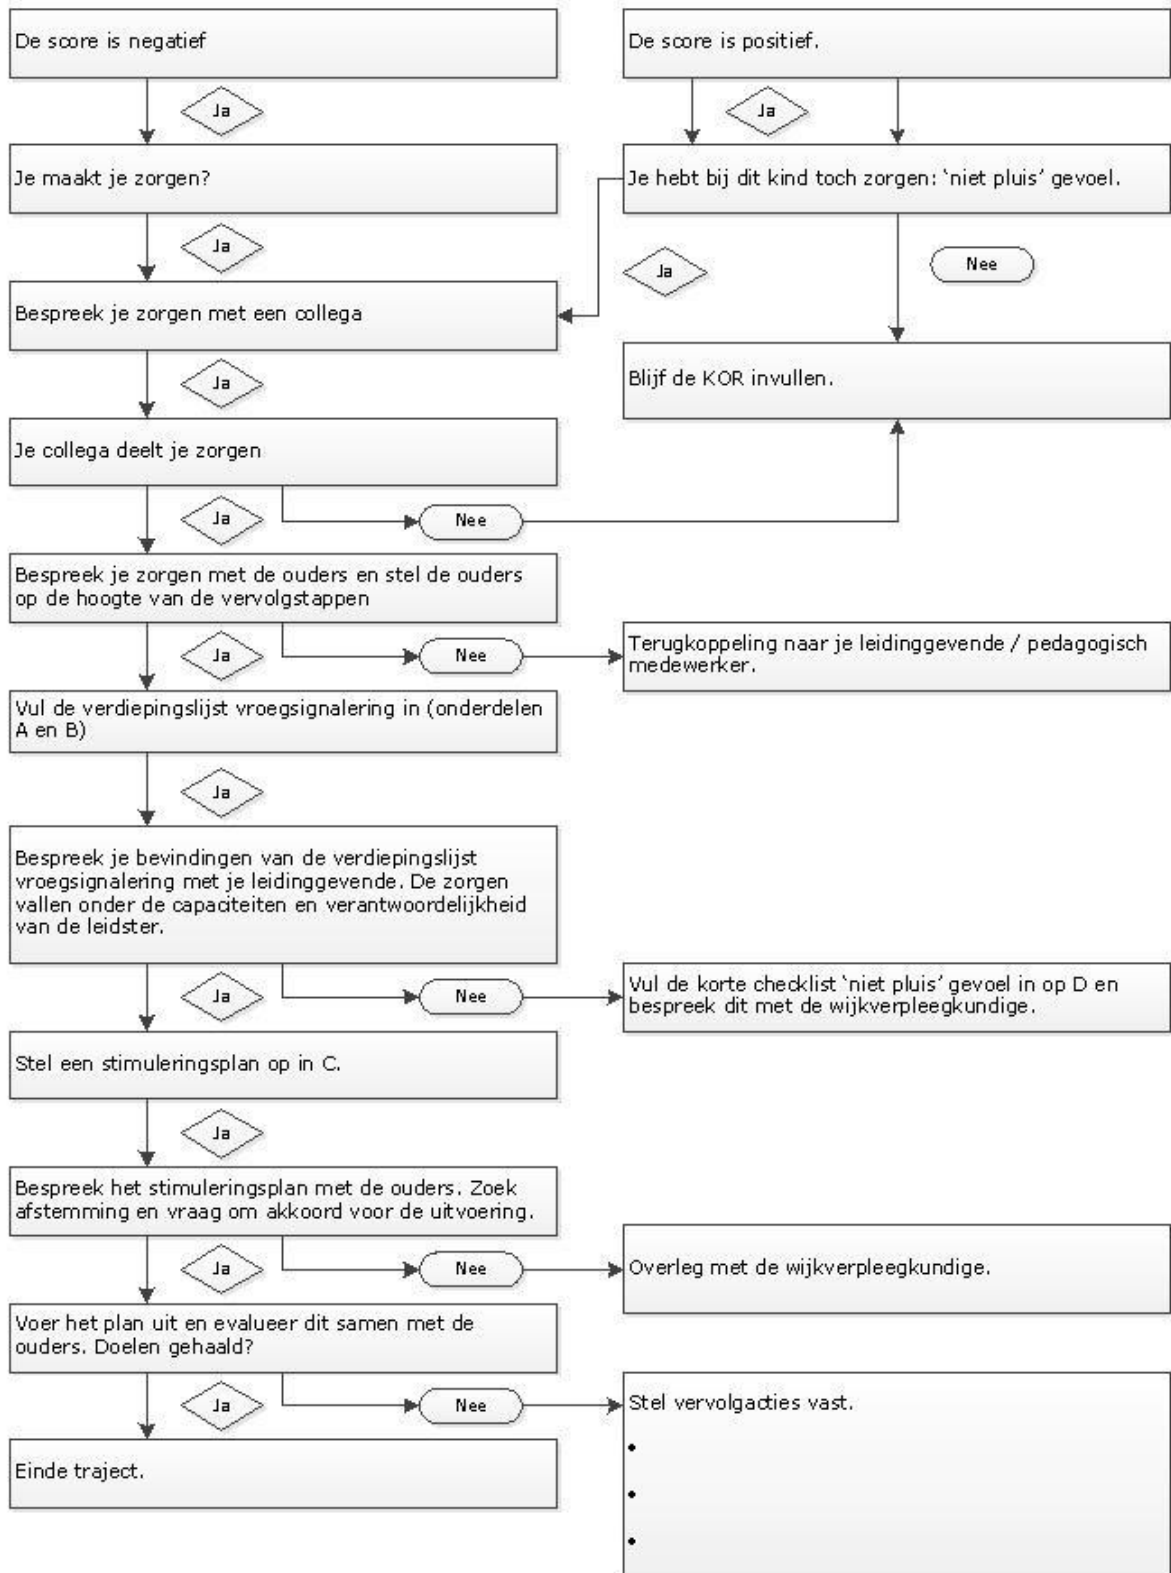 De score is negatief
De score is positief.
Ja
Ja
Je maakt je zorgen?
Je hebt bij dit kind toch zorgen: ‘niet pluis’ gevoel.
Ja
Ja
Nee
Bespreek je zorgen met een collega
Blijf de KOR invullen.
Ja
Je collega deelt je zorgen
Ja
Nee
Bespreek je zorgen met de ouders en stel de ouders
op de hoogte van de vervolgstappen
Ja
Nee
Terugkoppeling naar je leidinggevende / pedagogisch
medewerker.
Vul de verdiepingslijst vroegsignalering in (onderdelen
A en B)
Ja
Bespreek je bevindingen van de verdiepingslijst
vroegsignalering met je leidinggevende. De zorgen
vallen onder de capaciteiten en verantwoordelijkheid
van de leidster.
Ja
Nee
Vul de korte checklist ‘niet pluis’ gevoel in op D en
bespreek dit met de wijkverpleegkundige.
Stel een stimuleringsplan op in C.
Ja
Bespreek het stimuleringsplan met de ouders. Zoek
afstemming en vraag om akkoord voor de uitvoering.
Ja
Nee
Overleg met de wijkverpleegkundige.
Voer het plan uit en evalueer dit samen met de
ouders. Doelen gehaald?
Ja
Nee
Stel vervolgacties vast.
•
•
•
Einde traject.